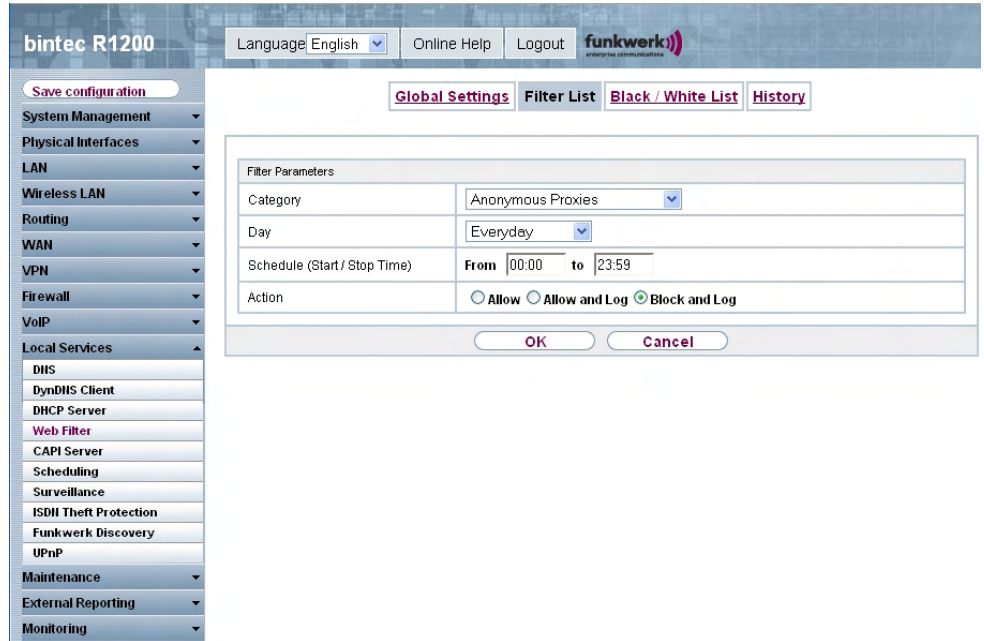 bintec R1200
Language English Online Help Logout funkwerk
enterprise communications
Save configuration
System Management
Physical Interfaces
LAN
Wireless LAN
Routing
WAN
VPN
Firewall
VoIP
Local Services
DNS
DynDNS Client
DHCP Server
Web Filter
CAPI Server
Scheduling
Surveillance
ISDN Theft Protection
Funkwerk Discovery
UPnP
Maintenance
External Reporting
Monitoring
Global Settings Filter List Black / White List History
Filter Parameters
Category Anonymous Proxies
Day Everyday
Schedule (Start / Stop Time) From 00:00 to 23:59
Action Allow Allow and Log Block and Log
OK Cancel